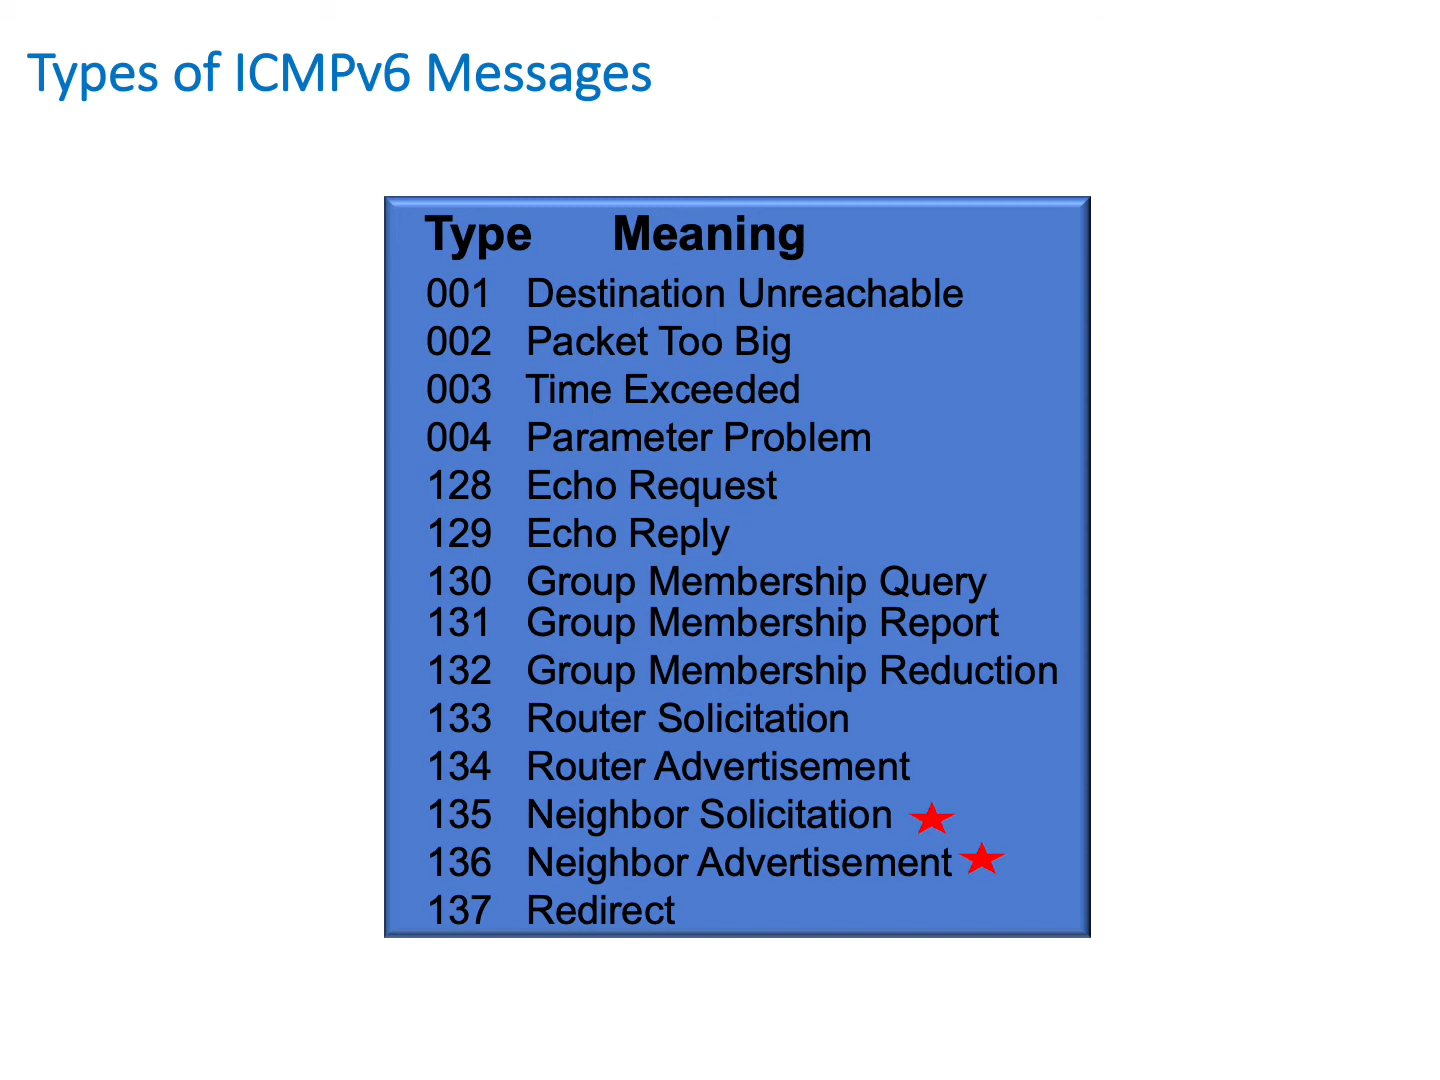 Types of ICMPv6 Messages
Type Meaning
001 Destination Unreachable
002 Packet Too Big
003 Time Exceeded
004 Parameter Problem
128 Echo Request
129 Echo Reply
130 Group Membership Query
131 Group Membership Report
132 Group Membership Reduction
133 Router Solicitation
134 Router Advertisement
135 Neighbor Solicitation
136 Neighbor Advertisement
137 Redirect